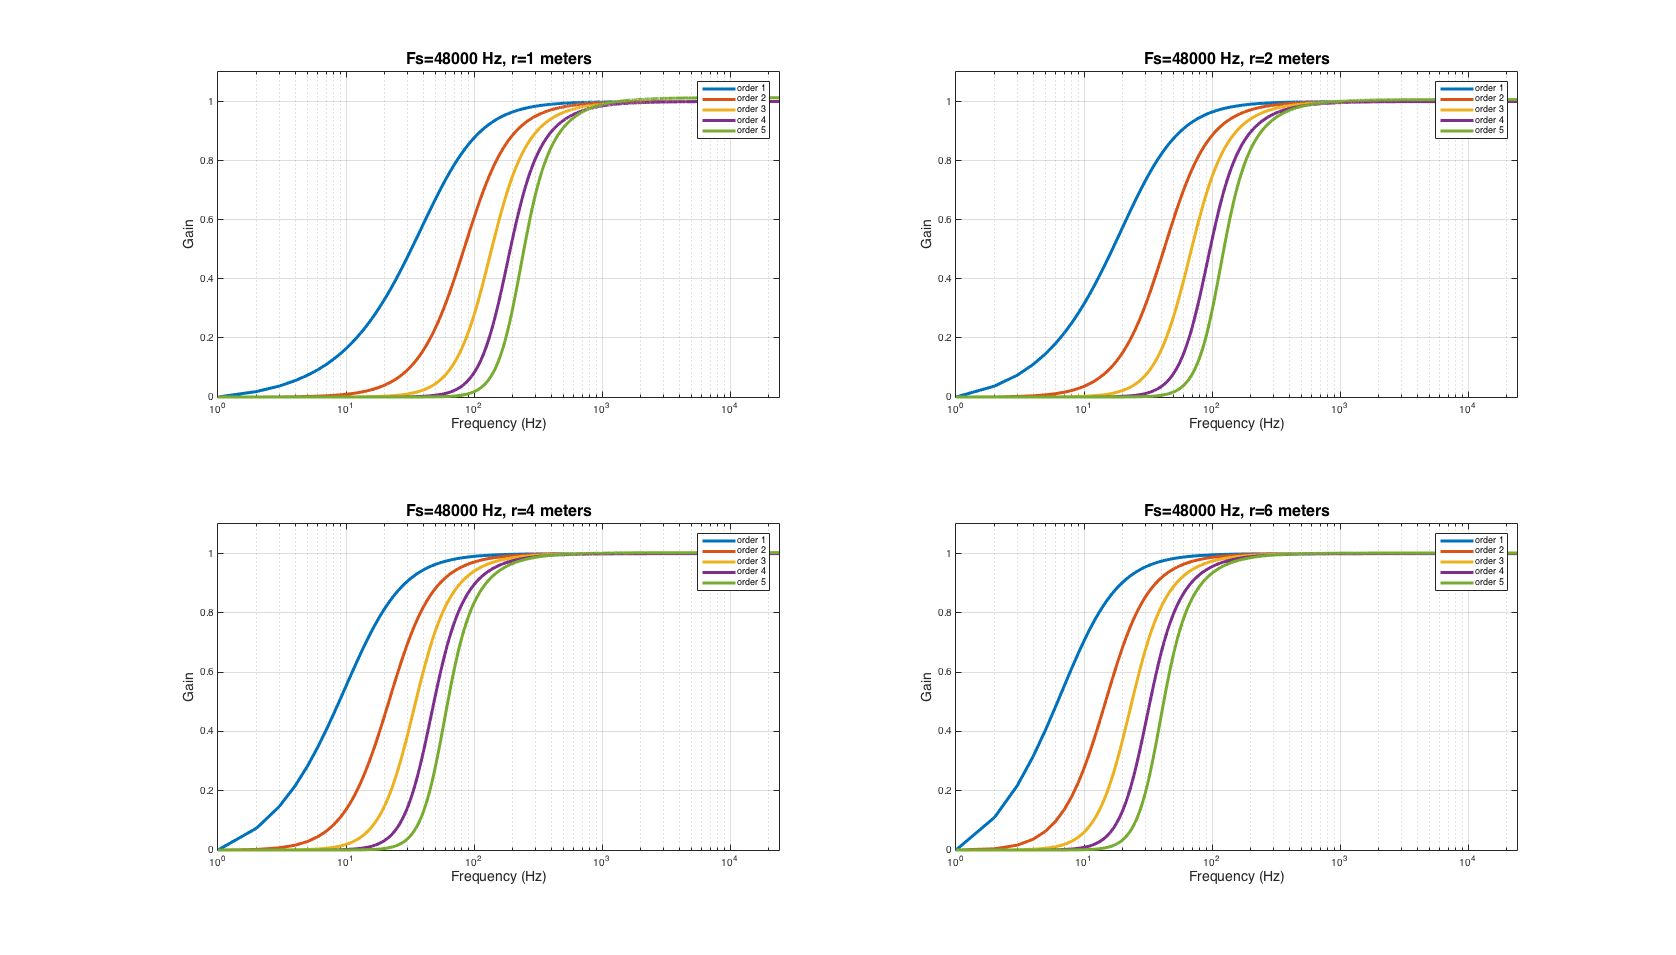 Fs=48000 Hz, r=1 meters
Gain
1
0.8
0.6
0.4
0.2
0
10^0 10^1 10^2 10^3 10^4
Frequency (Hz)
order 1
order 2
order 3
order 4
order 5
Fs=48000 Hz, r=2 meters
Gain
1
0.8
0.6
0.4
0.2
0
10^0 10^1 10^2 10^3 10^4
Frequency (Hz)
order 1
order 2
order 3
order 4
order 5
Fs=48000 Hz, r=4 meters
Gain
1
0.8
0.6
0.4
0.2
0
10^0 10^1 10^2 10^3 10^4
Frequency (Hz)
order 1
order 2
order 3
order 4
order 5
Fs=48000 Hz, r=6 meters
Gain
1
0.8
0.6
0.4
0.2
0
10^0 10^1 10^2 10^3 10^4
Frequency (Hz)
order 1
order 2
order 3
order 4
order 5